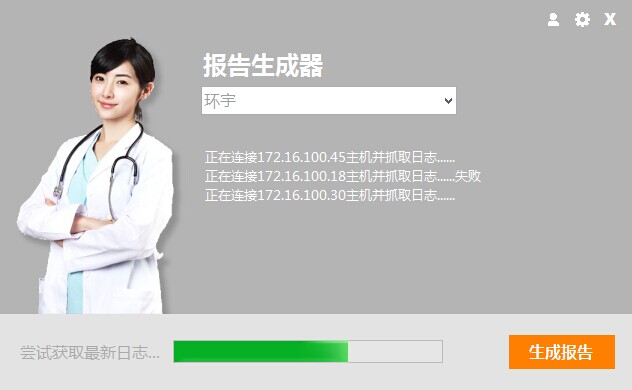 X
报告生成器
环宇
正在连接172.16.100.45主机并抓取日志......
正在连接172.16.100.18主机并抓取日志......失败
正在连接172.16.100.30主机并抓取日志......
尝试获取最新日志...
生成报告